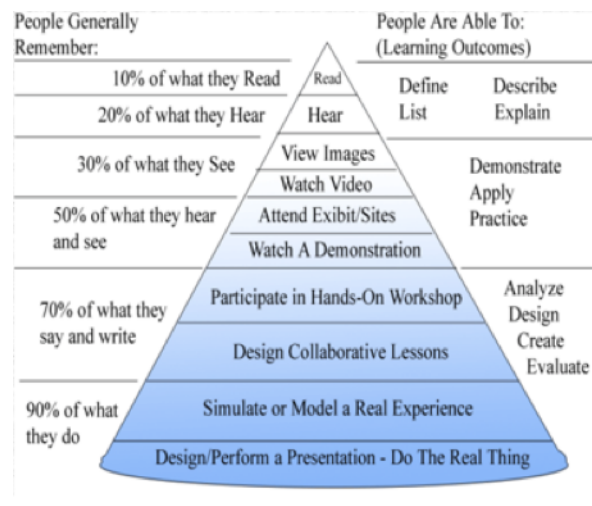 People Generally
Remember:
People Are Able To:
(Learning Outcomes)
10% of what they Read
Read
Define
Describe
20% of what they Hear
Hear
List
Explain
30% of what they See
View Images
Watch Video
Demonstrate
Apply
Practice
50% of what they hear
and see
Attend Exibit/Sites
Watch A Demonstration
70% of what they
say and write
Participate in Hands-On Workshop
Design Collaborative Lessons
Analyze
Design
Create
Evaluate
90% of what
they do
Simulate or Model a Real Experience
Design/Perform a Presentation - Do The Real Thing